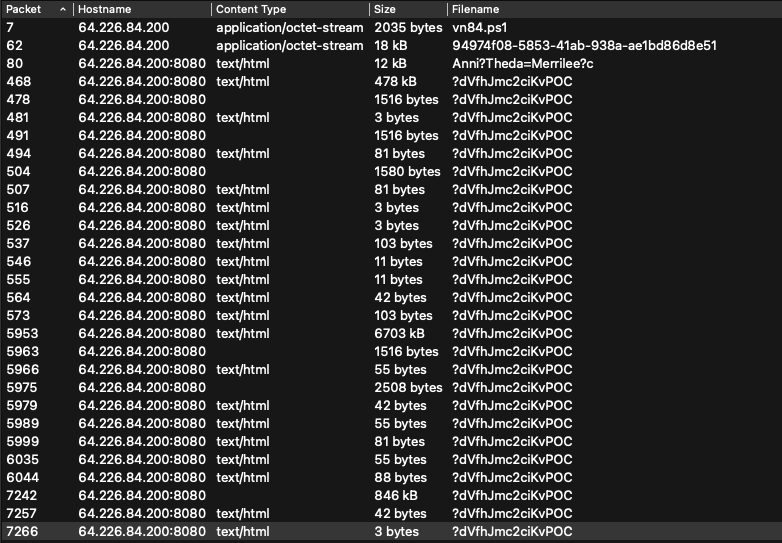 Packet ^ Hostname Content Type Size Filename
7 64.226.84.200 application/octet-stream 2035 bytes vn84.ps1
62 64.226.84.200 application/octet-stream 18 kB 94974f08-5853-41ab-938a-ae1bd86d8e51
80 64.226.84.200:8080 text/html 12 kB Anni?Theda=Merrilee?c
468 64.226.84.200:8080 text/html 478 kB ?dVfhJmc2ciKvPOC
478 64.226.84.200:8080 1516 bytes ?dVfhJmc2ciKvPOC
481 64.226.84.200:8080 text/html 3 bytes ?dVfhJmc2ciKvPOC
491 64.226.84.200:8080 1516 bytes ?dVfhJmc2ciKvPOC
494 64.226.84.200:8080 text/html 81 bytes ?dVfhJmc2ciKvPOC
504 64.226.84.200:8080 1580 bytes ?dVfhJmc2ciKvPOC
507 64.226.84.200:8080 text/html 81 bytes ?dVfhJmc2ciKvPOC
516 64.226.84.200:8080 text/html 3 bytes ?dVfhJmc2ciKvPOC
526 64.226.84.200:8080 text/html 3 bytes ?dVfhJmc2ciKvPOC
537 64.226.84.200:8080 text/html 103 bytes ?dVfhJmc2ciKvPOC
546 64.226.84.200:8080 text/html 11 bytes ?dVfhJmc2ciKvPOC
555 64.226.84.200:8080 text/html 11 bytes ?dVfhJmc2ciKvPOC
564 64.226.84.200:8080 text/html 42 bytes ?dVfhJmc2ciKvPOC
573 64.226.84.200:8080 text/html 103 bytes ?dVfhJmc2ciKvPOC
5953 64.226.84.200:8080 text/html 6703 kB ?dVfhJmc2ciKvPOC
5963 64.226.84.200:8080 1516 bytes ?dVfhJmc2ciKvPOC
5966 64.226.84.200:8080 text/html 55 bytes ?dVfhJmc2ciKvPOC
5975 64.226.84.200:8080 2508 bytes ?dVfhJmc2ciKvPOC
5979 64.226.84.200:8080 text/html 42 bytes ?dVfhJmc2ciKvPOC
5989 64.226.84.200:8080 text/html 55 bytes ?dVfhJmc2ciKvPOC
5999 64.226.84.200:8080 text/html 81 bytes ?dVfhJmc2ciKvPOC
6035 64.226.84.200:8080 text/html 55 bytes ?dVfhJmc2ciKvPOC
6044 64.226.84.200:8080 text/html 88 bytes ?dVfhJmc2ciKvPOC
7242 64.226.84.200:8080 846 kB ?dVfhJmc2ciKvPOC
7257 64.226.84.200:8080 text/html 42 bytes ?dVfhJmc2ciKvPOC
7266 64.226.84.200:8080 text/html 3 bytes ?dVfhJmc2ciKvPOC